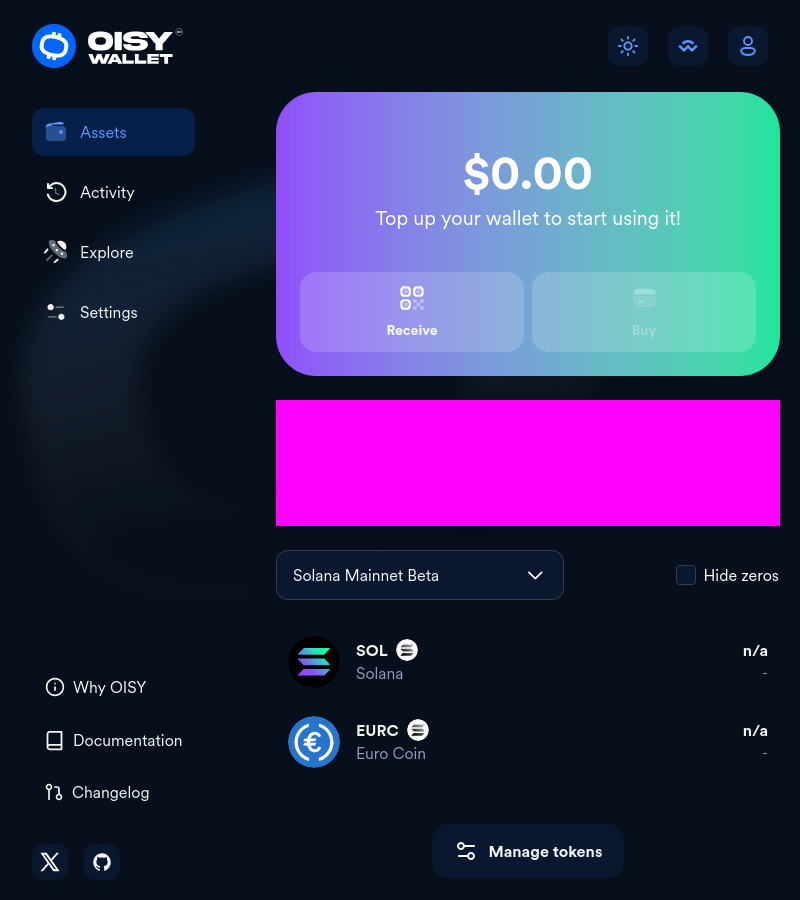 OISY
WALLET
Assets
Activity
Explore
Settings
$0.00
Top up your wallet to start using it!
Receive
Buy
Solana Mainnet Beta
Hide zeros
SOL
n/a
Solana
-
EURC
n/a
Euro Coin
-
Why OISY
Documentation
Changelog
Manage tokens